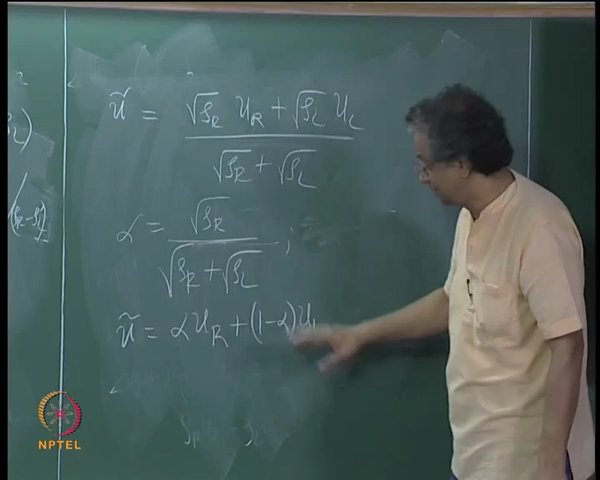 ũ = (√ρ_R u_R + √ρ_L u_L) / (√ρ_R + √ρ_L)
α = √ρ_R / (√ρ_R + √ρ_L) ;
ũ = α u_R + (1-α) u_L
NPTEL